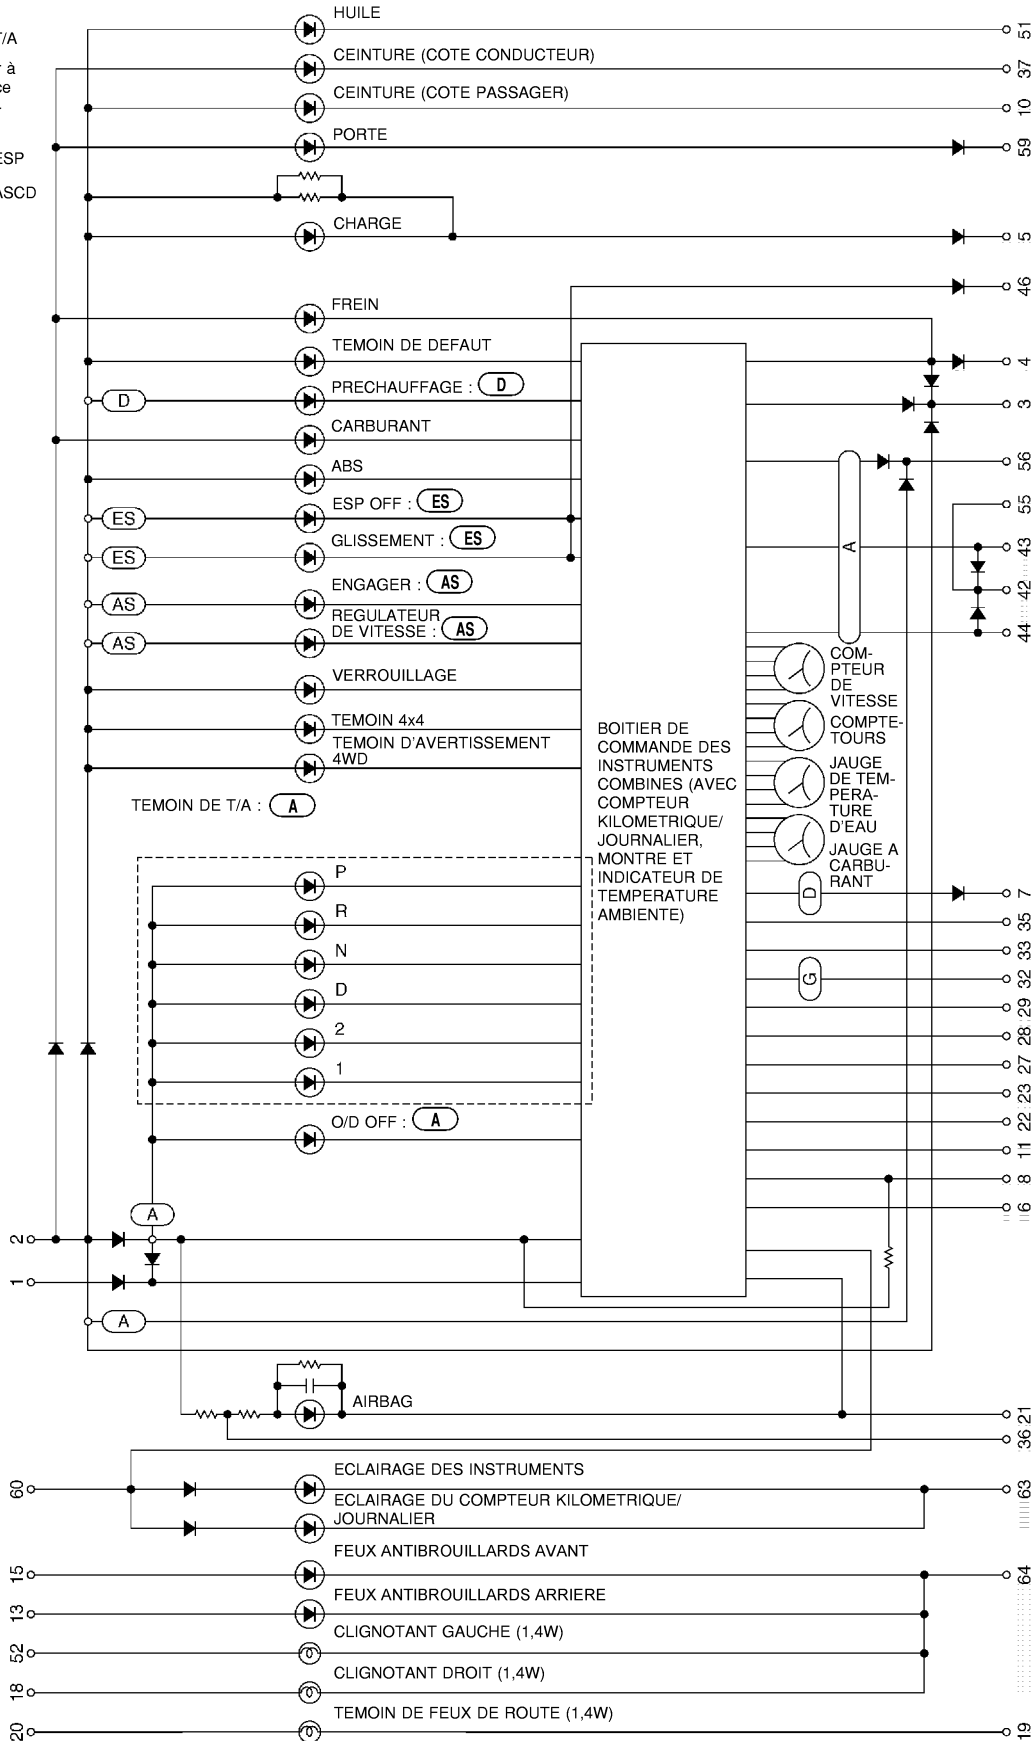 HUILE
51
T/A
CEINTURE (COTE CONDUCTEUR)
37
r à
ce
CEINTURE (COTE PASSAGER)
10
PORTE
59
ESP
ASCD
CHARGE
5
46
FREIN
TEMOIN DE DEFAUT
4
D
PRECHAUFFAGE : D
3
CARBURANT
ABS
56
ES
ESP OFF : ES
55
ES
GLISSEMENT : ES
A
43
ENGAGER : AS
42
AS
REGULATEUR
DE VITESSE : AS
AS
44
COM-
PTEUR
DE
VITESSE
VERROUILLAGE
TEMOIN 4x4
COMPTE-
TOURS
TEMOIN D'AVERTISSEMENT
4WD
JAUGE
DE TEM-
PERA-
TURE
D'EAU
TEMOIN DE T/A : A
BOITIER DE
COMMANDE DES
INSTRUMENTS
COMBINES (AVEC
COMPTEUR
KILOMETRIQUE/
JOURNALIER,
MONTRE ET
INDICATEUR DE
TEMPERATURE
AMBIENTE)
JAUGE A
CARBU-
RANT
P
D
7
R
35
N
33
G
32
D
29
2
28
1
27
23
O/D OFF : A
22
11
8
A
6
2
1
A
AIRBAG
21
36
60
ECLAIRAGE DES INSTRUMENTS
63
ECLAIRAGE DU COMPTEUR KILOMETRIQUE/
JOURNALIER
FEUX ANTIBROUILLARDS AVANT
15
64
FEUX ANTIBROUILLARDS ARRIERE
13
CLIGNOTANT GAUCHE (1,4W)
52
CLIGNOTANT DROIT (1,4W)
18
TEMOIN DE FEUX DE ROUTE (1,4W)
20
19